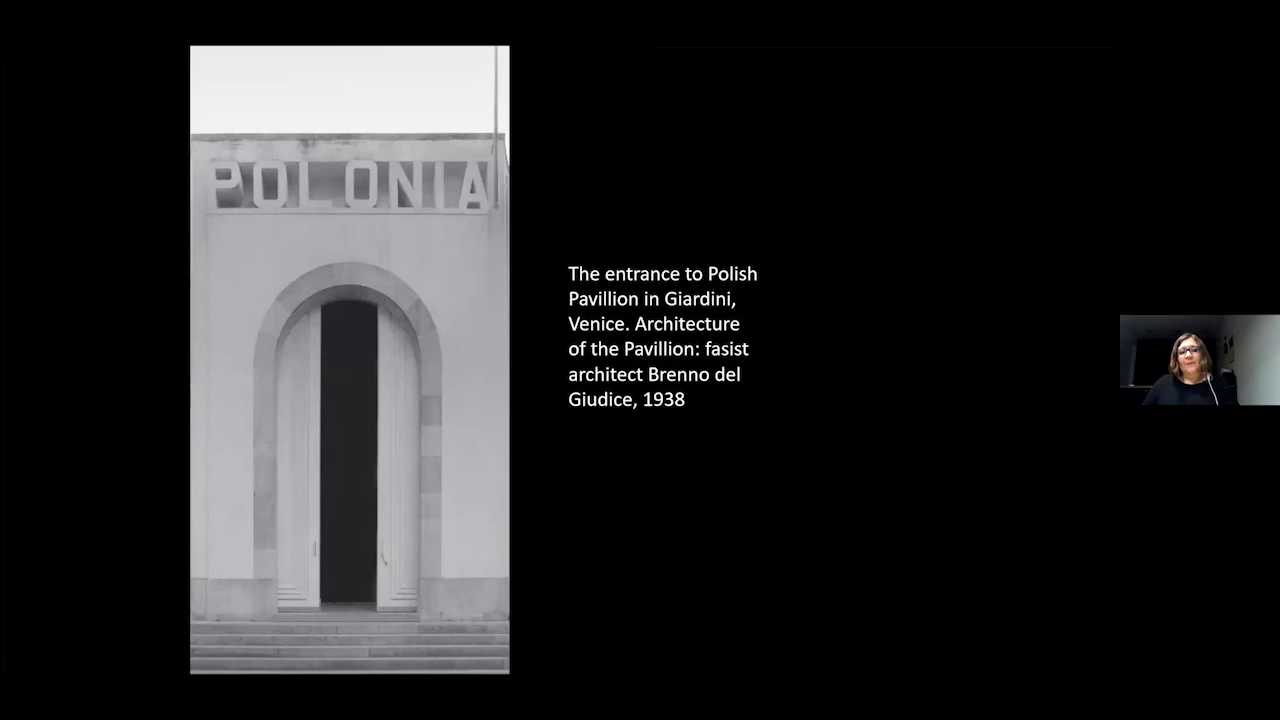 POLONIA
The entrance to Polish
Pavillion in Giardini,
Venice. Architecture
of the Pavillion: fasist
architect Brenno del
Giudice, 1938